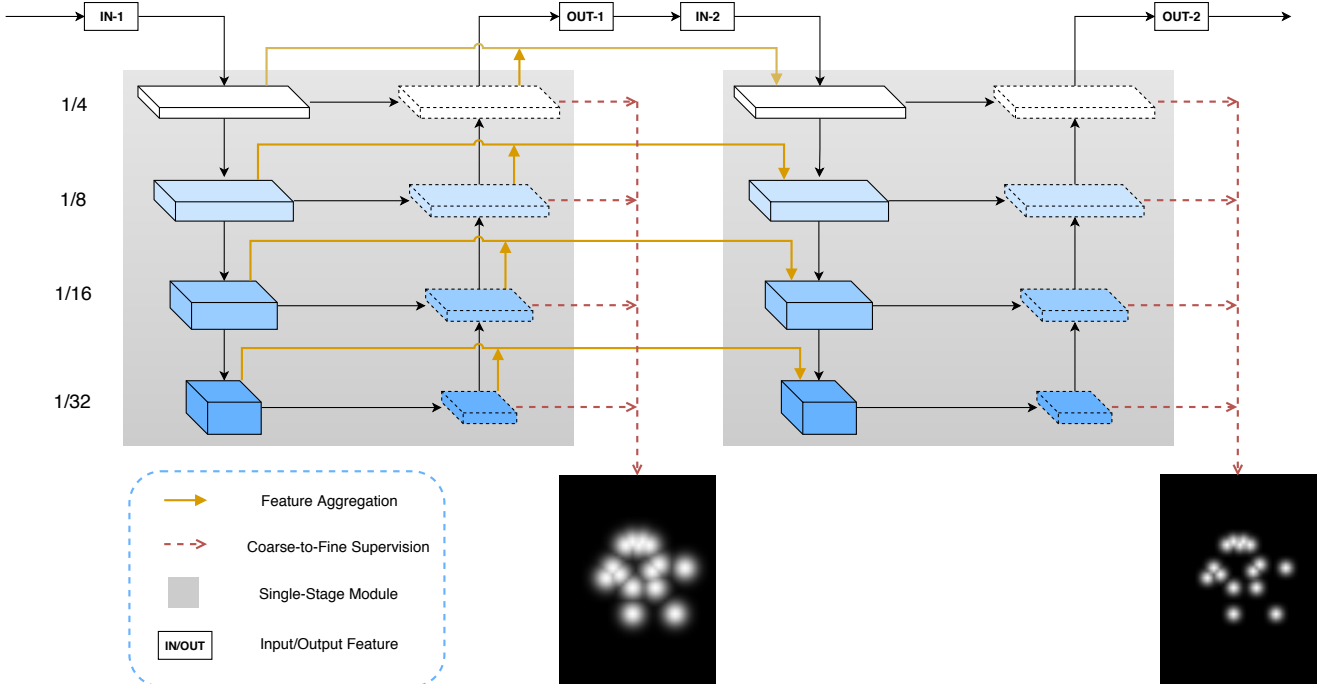 IN-1
OUT-1
IN-2
OUT-2
1/4
1/8
1/16
1/32
Feature Aggregation
Coarse-to-Fine Supervision
Single-Stage Module
IN/OUT
Input/Output Feature